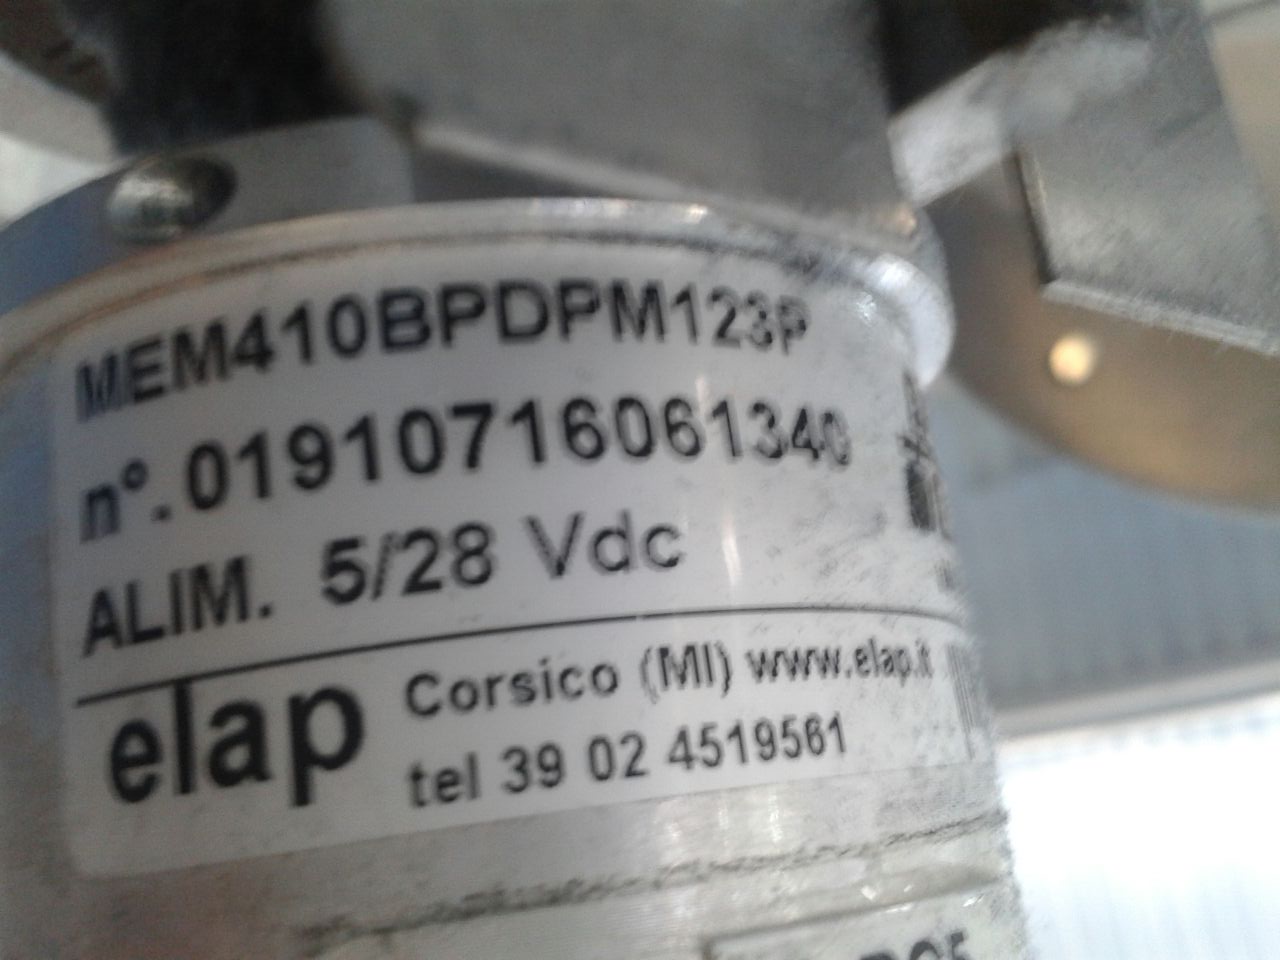 MEM410BPDPM123P
n°. 01910716061340
ALIM. 5/28 Vdc
elap
Corsico (MI) www.elap.it
tel 39 02 4519561